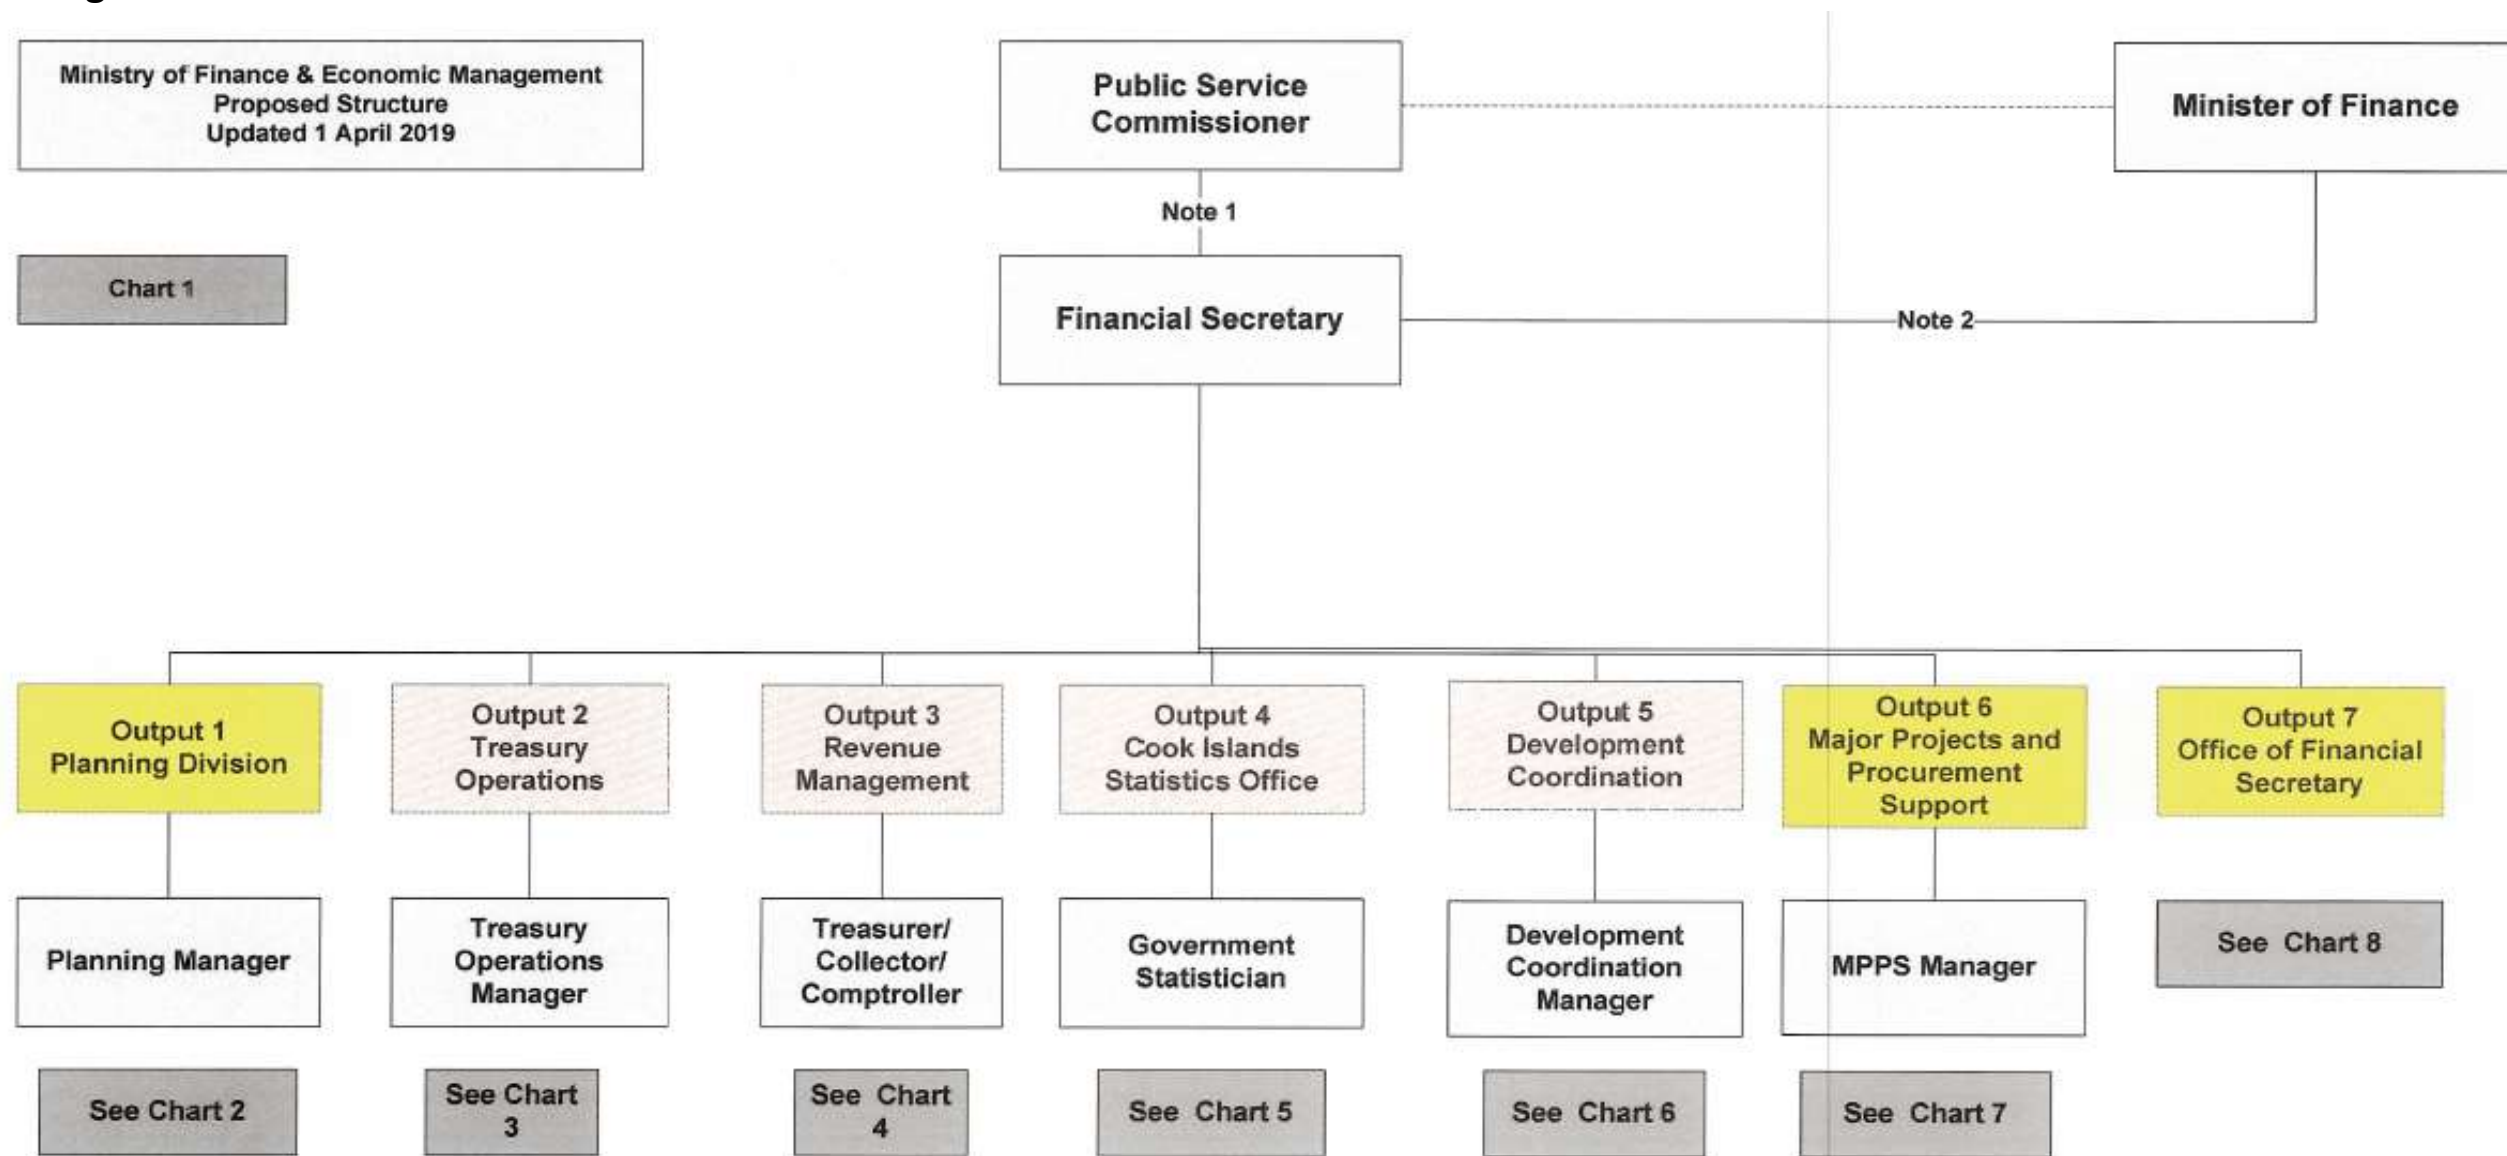 Ministry of Finance & Economic Management
Proposed Structure
Updated 1 April 2019
Public Service
Commissioner
Minister of Finance
Note 1
Chart 1
Financial Secretary
Note 2
Output 1
Planning Division
Output 2
Treasury
Operations
Output 3
Revenue
Management
Output 4
Cook Islands
Statistics Office
Output 5
Development
Coordination
Output 6
Major Projects and
Procurement
Support
Output 7
Office of Financial
Secretary
Planning Manager
Treasury
Operations
Manager
Treasurer/
Collector/
Comptroller
Government
Statistician
Development
Coordination
Manager
MPPS Manager
See Chart 8
See Chart 2
See Chart
3
See Chart
4
See Chart 5
See Chart 6
See Chart 7